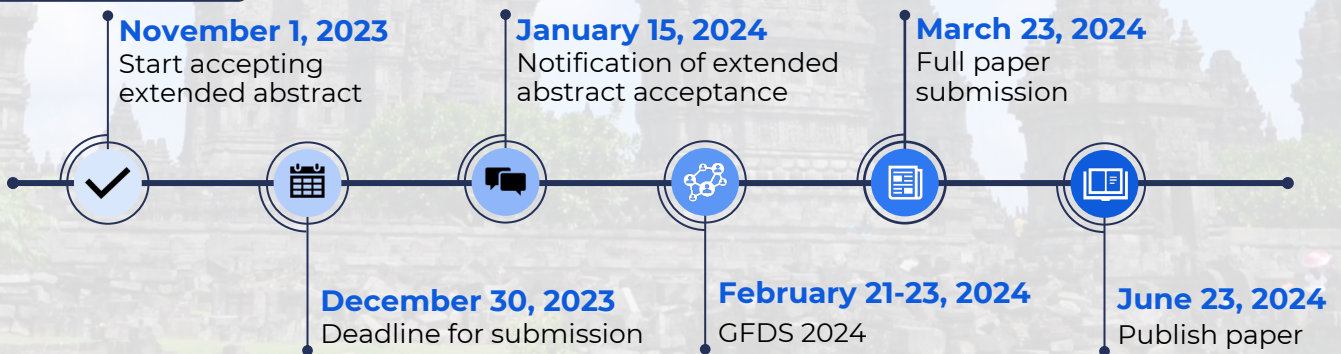 November 1, 2023
Start accepting
extended abstract
December 30, 2023
Deadline for submission
January 15, 2024
Notification of extended
abstract acceptance
February 21-23, 2024
GFDS 2024
March 23, 2024
Full paper
submission
June 23, 2024
Publish paper